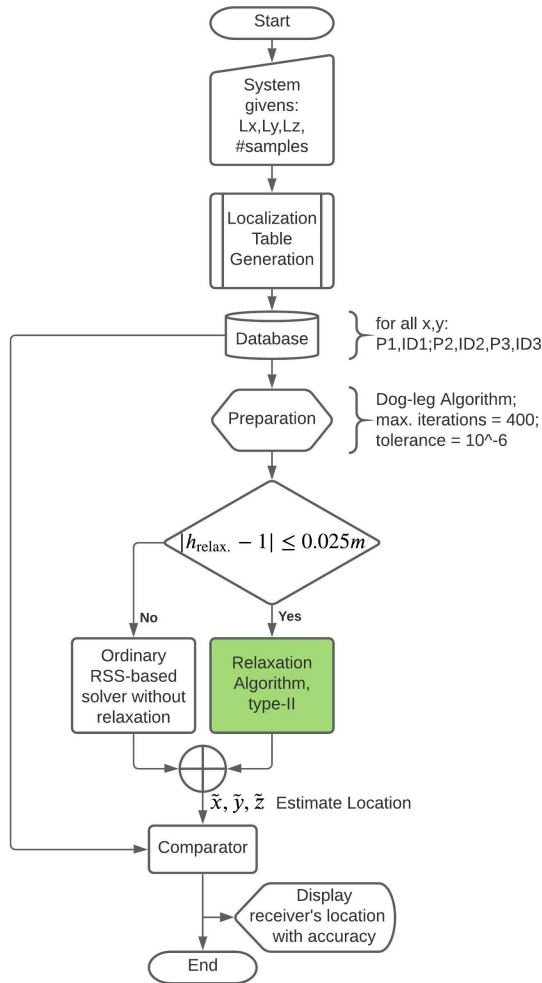 Start
System
givens:
Lx,Ly,Lz,
#samples
Localization
Table
Generation
Database
for all x,y:
P1,ID1;P2,ID2,P3,ID3
Preparation
Dog-leg Algorithm;
max. iterations = 400;
tolerance = 10^-6
|h_relax. − 1| ≤ 0.025m
No
Yes
Ordinary
RSS-based
solver without
relaxation
Relaxation
Algorithm,
type-II
x̃, ỹ, z̃ Estimate Location
Comparator
Display
receiver's location
with accuracy
End